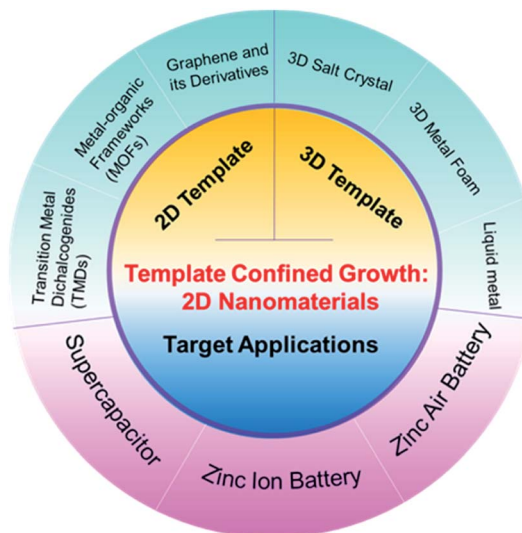 Graphene and
its Derivatives
3D Salt Crystal
Metal-organic
Frameworks
(MOFs)
3D Metal Foam
Transition Metal
Dichalcogenides
(TMDs)
Liquid metal
2D Template
3D Template
Template Confined Growth:
2D Nanomaterials
Target Applications
Supercapacitor
Zinc Ion Battery
Zinc Air Battery